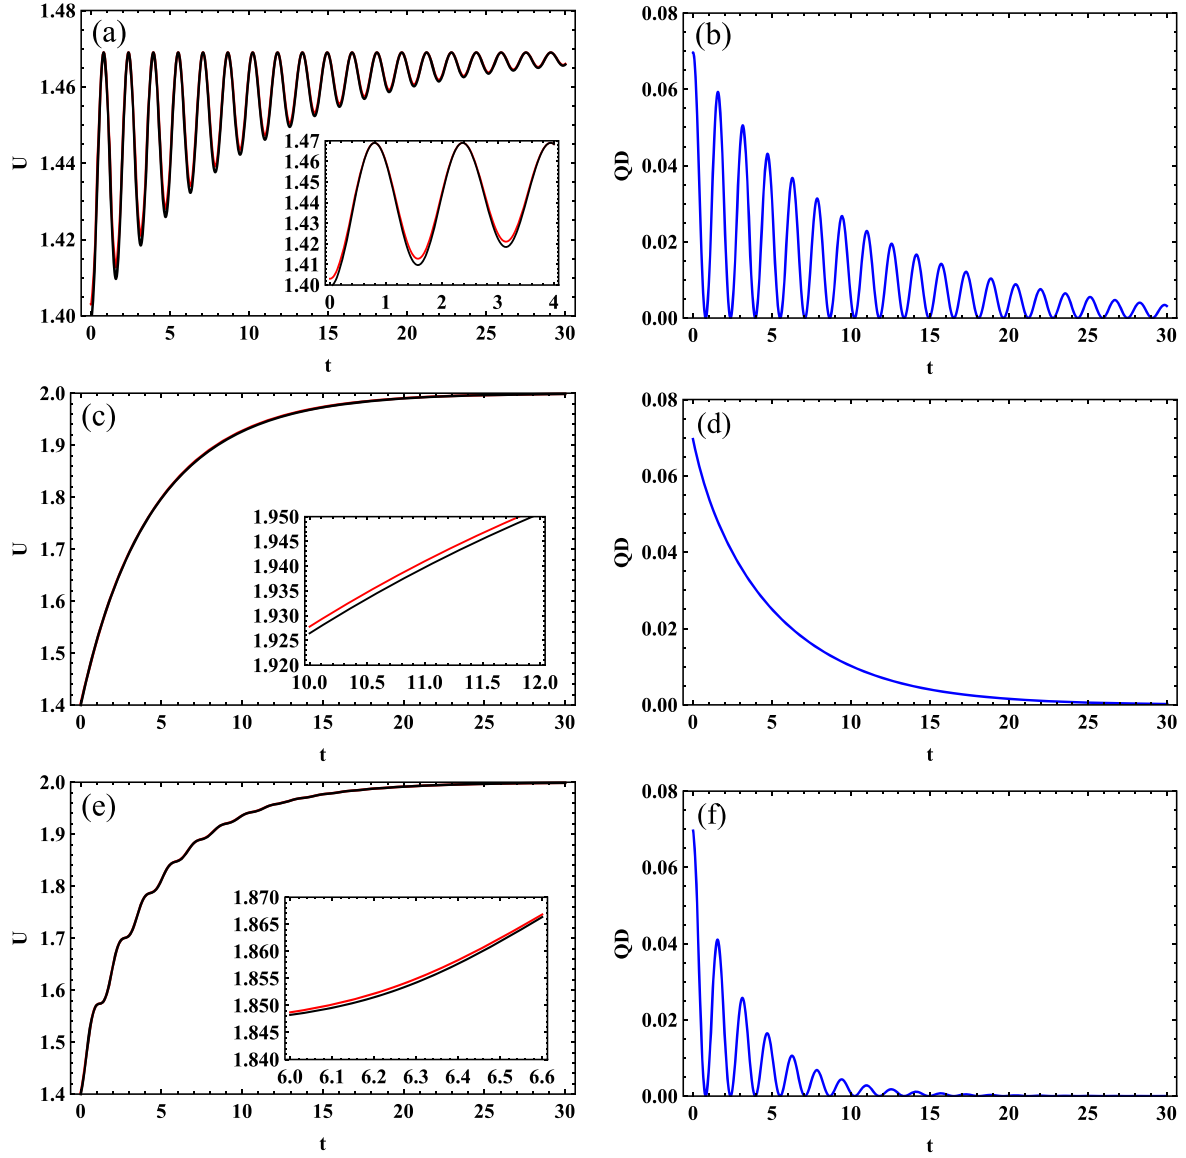 (a)
U
1.48
1.46
1.44
1.42
1.40
0 5 10 15 20 25 30
t
1.47
1.46
1.45
1.44
1.43
1.42
1.41
1.40
0 1 2 3 4
(b)
QD
0.08
0.06
0.04
0.02
0.00
0 5 10 15 20 25 30
t
(c)
U
2.0
1.9
1.8
1.7
1.6
1.5
1.4
0 5 10 15 20 25 30
t
1.950
1.945
1.940
1.935
1.930
1.925
1.920
10.0 10.5 11.0 11.5 12.0
(d)
QD
0.08
0.06
0.04
0.02
0.00
0 5 10 15 20 25 30
t
(e)
U
2.0
1.9
1.8
1.7
1.6
1.5
1.4
0 5 10 15 20 25 30
t
1.870
1.865
1.860
1.855
1.850
1.845
1.840
6.0 6.1 6.2 6.3 6.4 6.5 6.6
(f)
QD
0.08
0.06
0.04
0.02
0.00
0 5 10 15 20 25 30
t